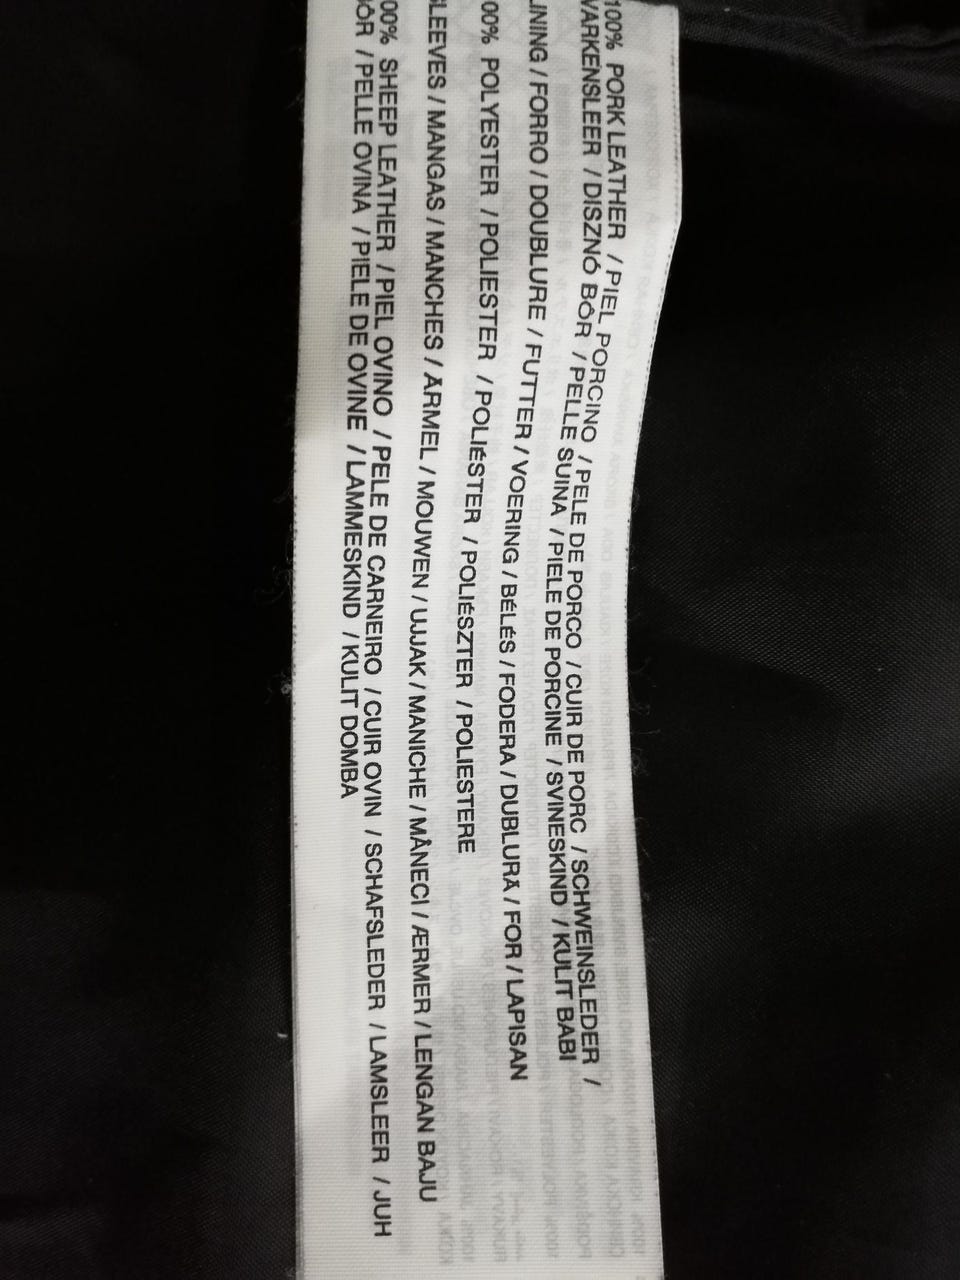 100% PORK LEATHER / PIEL PORCINO / PELE DE PORCO / CUIR DE PORC / SCHWEINSLEDER /
VARKENSLEER / DISZNÓ BŐR / PELLE SUINA / PIELE DE PORCINE / SVINESKIND / KULIT BABI
LINING / FORRO / DOUBLURE / FUTTER / VOERING / BÉLÉS / FODERA / DUBLURĂ / FOR / LAPISAN
100% POLYESTER / POLIESTER / POLIÉSTER / POLIÉSZTER / POLIESTERE
SLEEVES / MANGAS / MANCHES / ÄRMEL / MOUWEN / UJJAK / MANICHE / MÂNECI / ÆRMER / LENGAN BAJU
100% SHEEP LEATHER / PIEL OVINO / PELE DE CARNEIRO / CUIR OVIN / SCHAFSLEDER / LAMSLEER / JUH
BŐR / PELLE OVINA / PIELE DE OVINE / LAMMESKIND / KULIT DOMBA